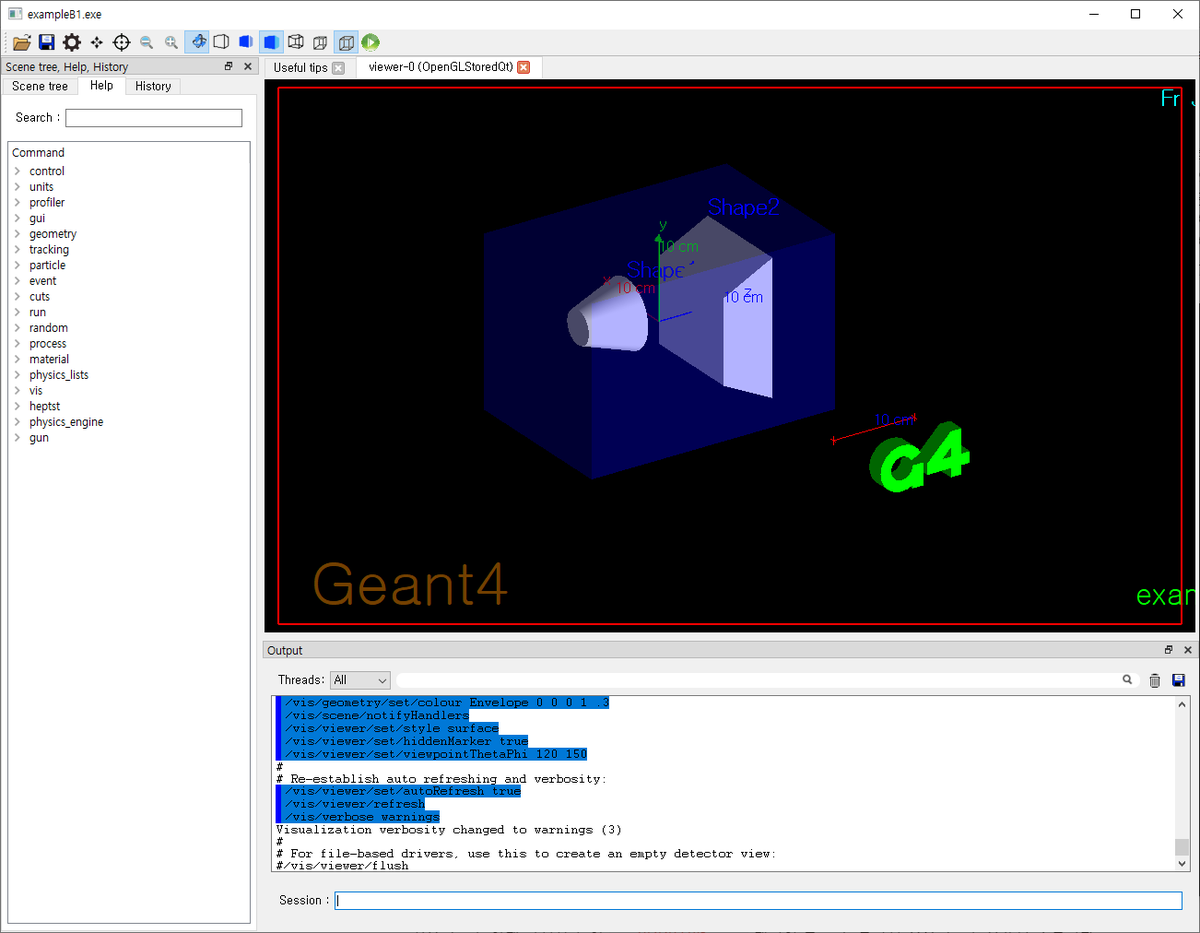 exampleB1.exe
Scene tree, Help, History
Scene tree Help History
Search :
Command
control
units
profiler
gui
geometry
tracking
particle
event
cuts
run
random
process
material
physics_lists
vis
heptst
physics_engine
gun
Useful tips
viewer-0 (OpenGLStoredQt)
Fr
Shape2
y
10 cm
Shape
x
10 cm
z
10 cm
10 cm
G4
Geant4
exam
Output
Threads: All
/vis/geometry/set/colour Envelope 0 0 0 1 .3
/vis/scene/notifyHandlers
/vis/viewer/set/style surface
/vis/viewer/set/hiddenMarker true
/vis/viewer/set/viewpointThetaPhi 120 150
#
# Re-establish auto refreshing and verbosity:
/vis/viewer/set/autoRefresh true
/vis/viewer/refresh
/vis/verbose warnings
Visualization verbosity changed to warnings (3)
#
# For file-based drivers, use this to create an empty detector view:
#/vis/viewer/flush
Session :